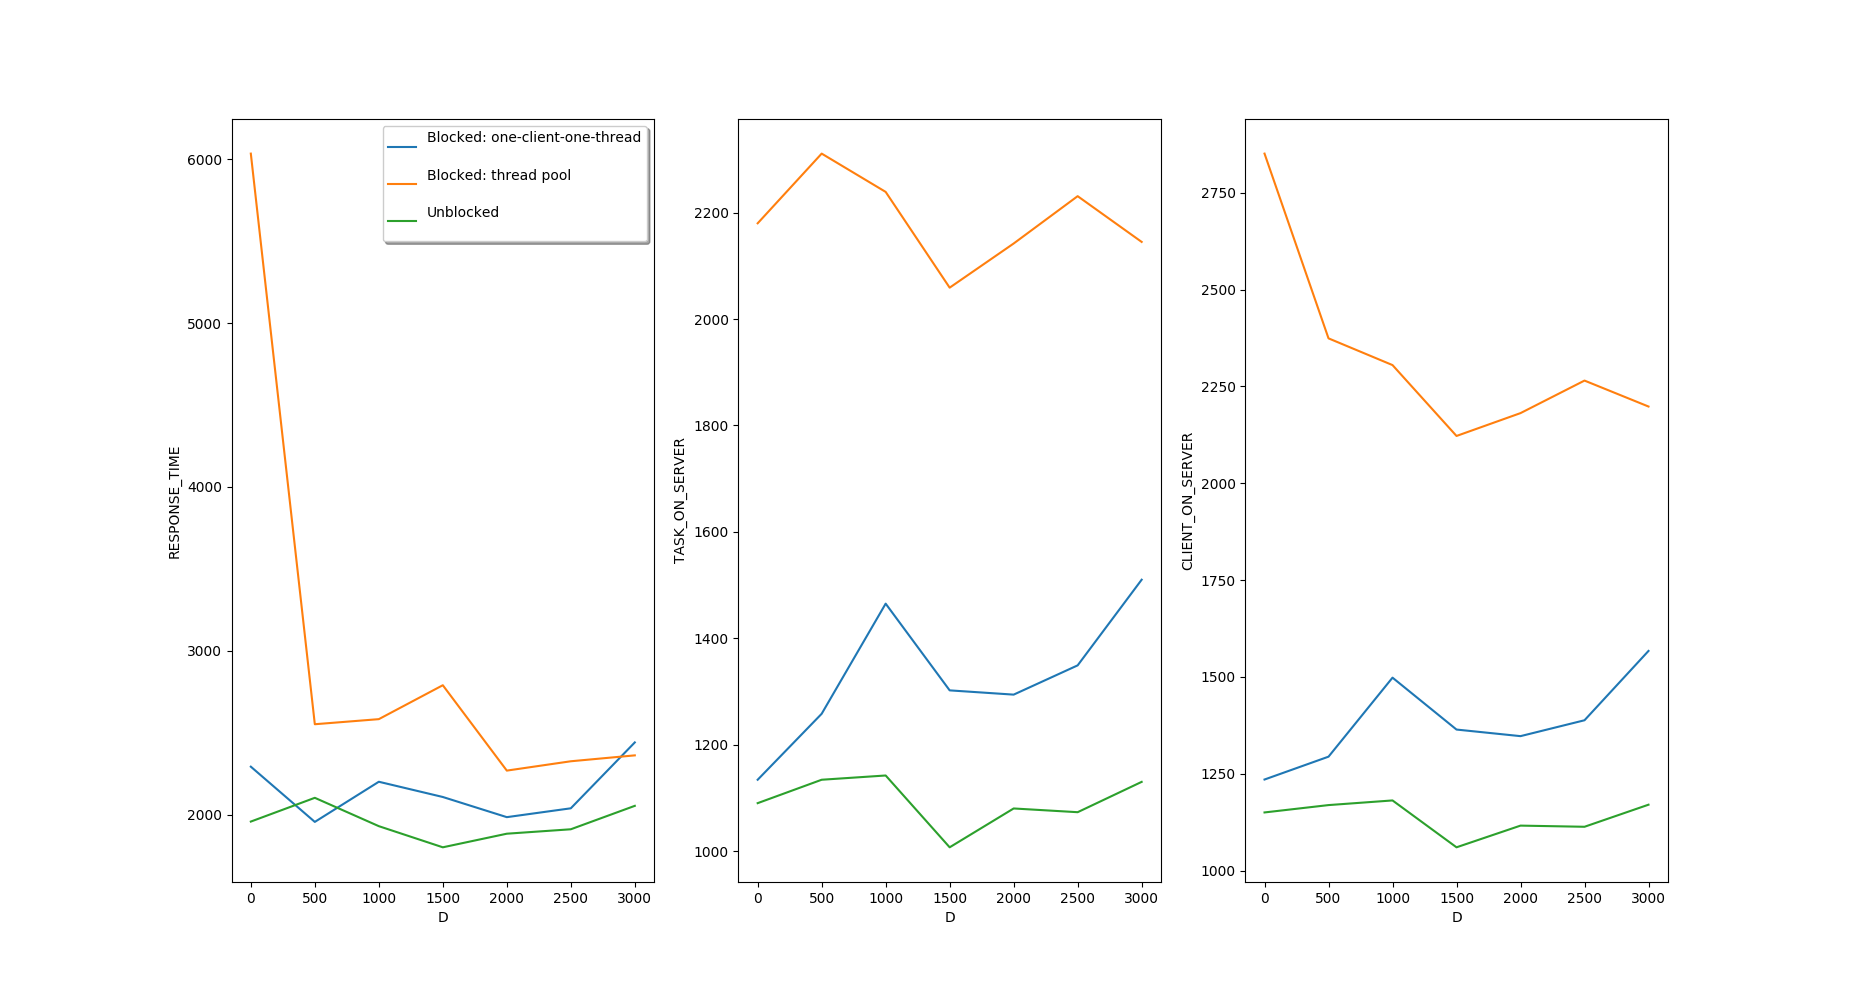 RESPONSE_TIME
6000
5000
4000
3000
2000
Blocked: one-client-one-thread
Blocked: thread pool
Unblocked
0 500 1000 1500 2000 2500 3000
D
TASK_ON_SERVER
2200
2000
1800
1600
1400
1200
1000
0 500 1000 1500 2000 2500 3000
D
CLIENT_ON_SERVER
2750
2500
2250
2000
1750
1500
1250
1000
0 500 1000 1500 2000 2500 3000
D